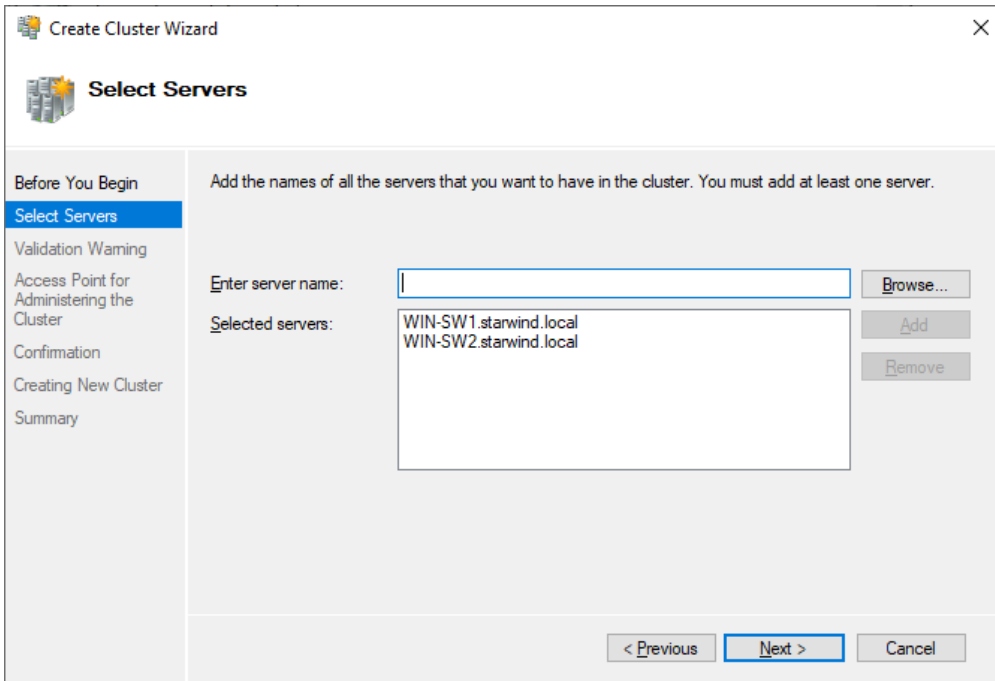 Create Cluster Wizard
Select Servers
Before You Begin
Select Servers
Validation Warning
Access Point for
Administering the
Cluster
Confirmation
Creating New Cluster
Summary
Add the names of all the servers that you want to have in the cluster. You must add at least one server.
Enter server name:
Browse...
Selected servers:
WIN-SW1.starwind.local
WIN-SW2.starwind.local
Add
Remove
< Previous
Next >
Cancel